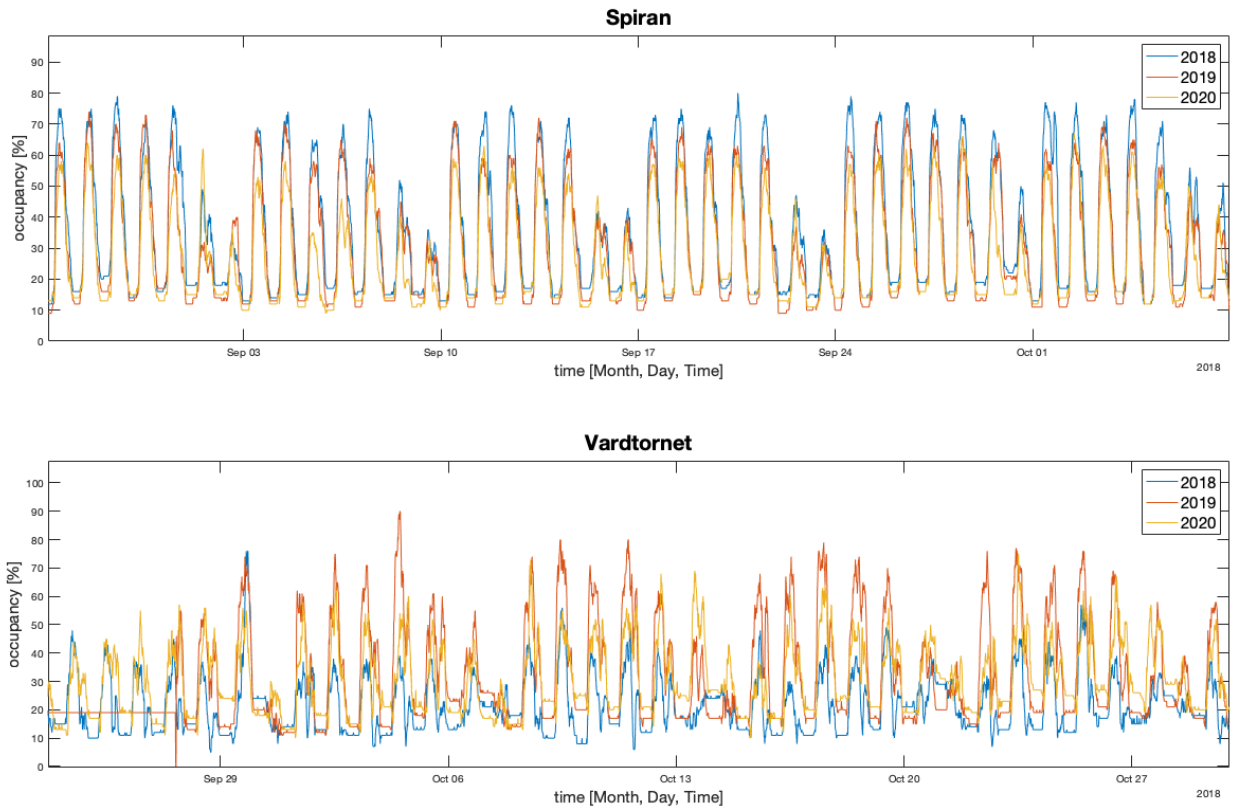 Spiran
90
80
70
60
50
40
30
20
10
0
occupancy [%]
2018
2019
2020
Sep 03
Sep 10
Sep 17
Sep 24
Oct 01
time [Month, Day, Time]
2018
Vardtornet
100
90
80
70
60
50
40
30
20
10
0
occupancy [%]
2018
2019
2020
Sep 29
Oct 06
Oct 13
Oct 20
Oct 27
time [Month, Day, Time]
2018